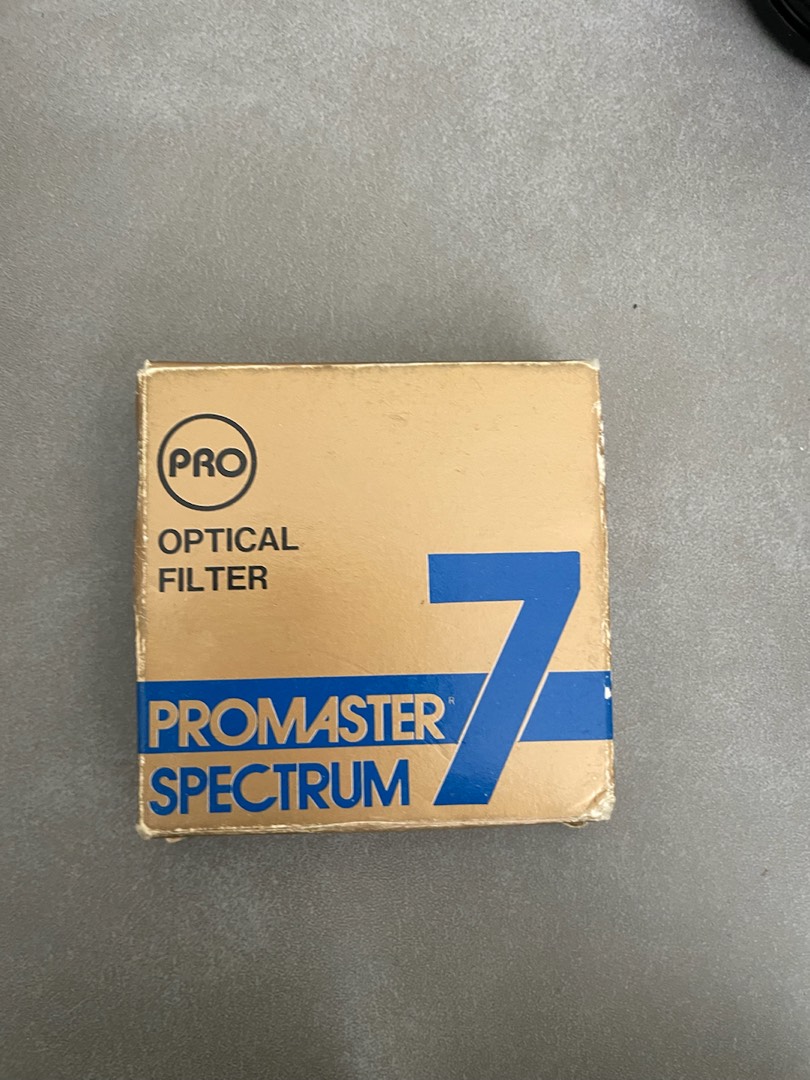 PRO
OPTICAL
FILTER
PROMASTER®
SPECTRUM 7